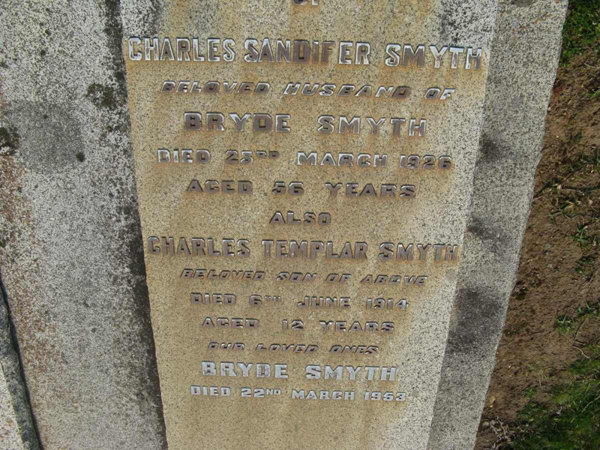 OF
CHARLES SANDIFER SMYTH
BELOVED HUSBAND OF
BRYDE SMYTH
DIED 23RD MARCH 1926
AGED 56 YEARS
ALSO
CHARLES TEMPLAR SMYTH
BELOVED SON OF ABOVE
DIED 6TH JUNE 1914
AGED 12 YEARS
OUR LOVED ONES
BRYDE SMYTH
DIED 22ND MARCH 1953